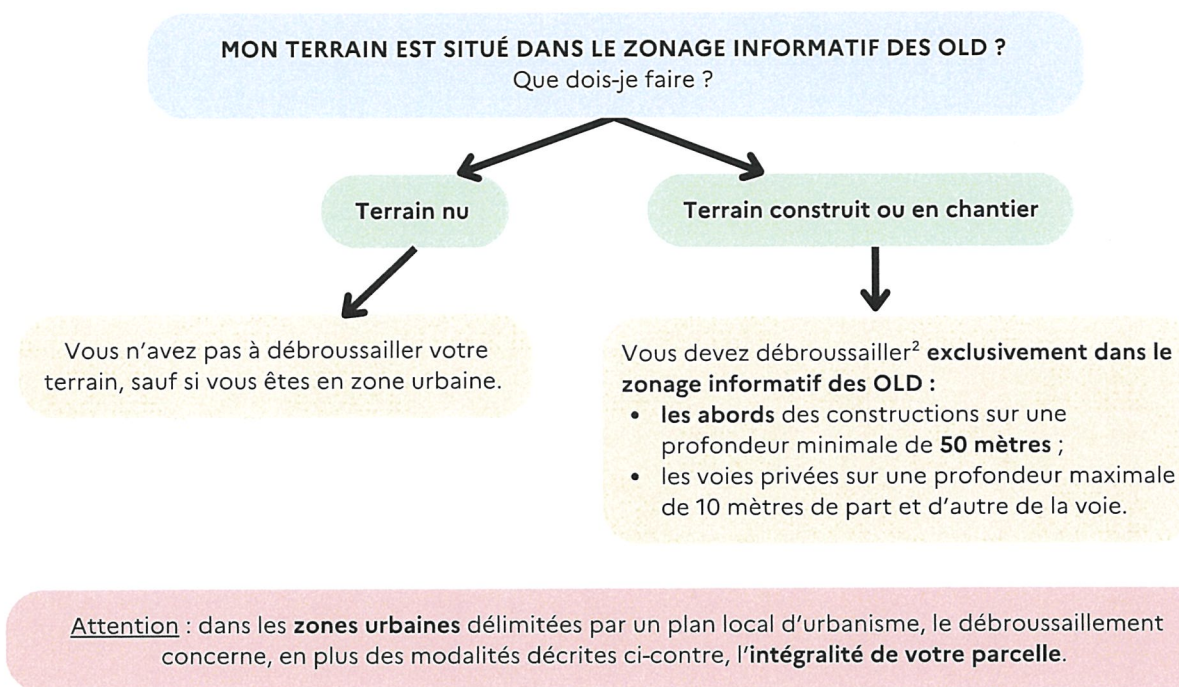 MON TERRAIN EST SITUÉ DANS LE ZONAGE INFORMATIF DES OLD ?
Que dois-je faire ?
Terrain nu
Terrain construit ou en chantier
Vous n'avez pas à débroussailler votre
terrain, sauf si vous êtes en zone urbaine.
Vous devez débroussailler² exclusivement dans le
zonage informatif des OLD :
• les abords des constructions sur une
profondeur minimale de 50 mètres ;
• les voies privées sur une profondeur maximale
de 10 mètres de part et d'autre de la voie.
Attention : dans les zones urbaines délimitées par un plan local d'urbanisme, le débroussaillement
concerne, en plus des modalités décrites ci-contre, l'intégralité de votre parcelle.